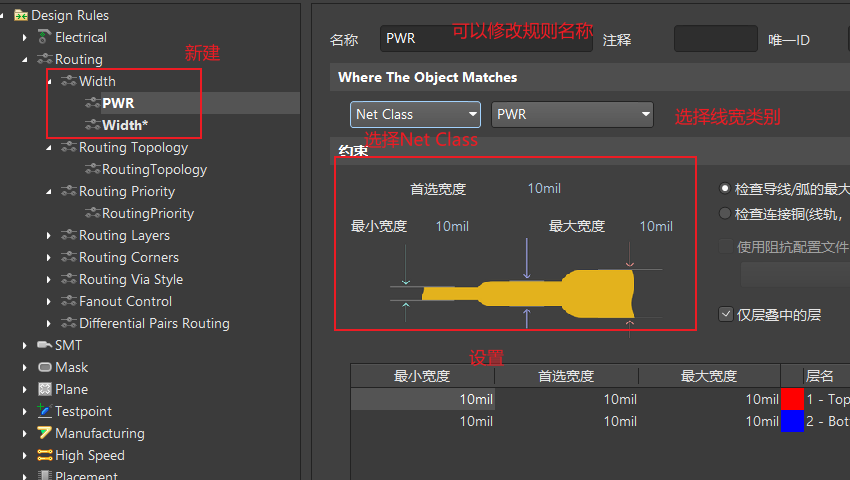 Design Rules
Electrical
Routing
新建
Width
PWR
Width*
Routing Topology
RoutingTopology
Routing Priority
RoutingPriority
Routing Layers
Routing Corners
Routing Via Style
Fanout Control
Differential Pairs Routing
SMT
Mask
Plane
Testpoint
Manufacturing
High Speed
Placement
名称 PWR 可以修改规则名称 注释 唯一ID
Where The Object Matches
Net Class PWR 选择线宽类别
选择Net Class
约束
首选宽度 10mil
最小宽度 10mil 最大宽度 10mil
检查导线/弧的最大
检查连接铜(线轨,
使用阻抗配置文件
仅层叠中的层
设置
最小宽度 首选宽度 最大宽度 层名
10mil 10mil 10mil 1 - Top
10mil 10mil 10mil 2 - Bot